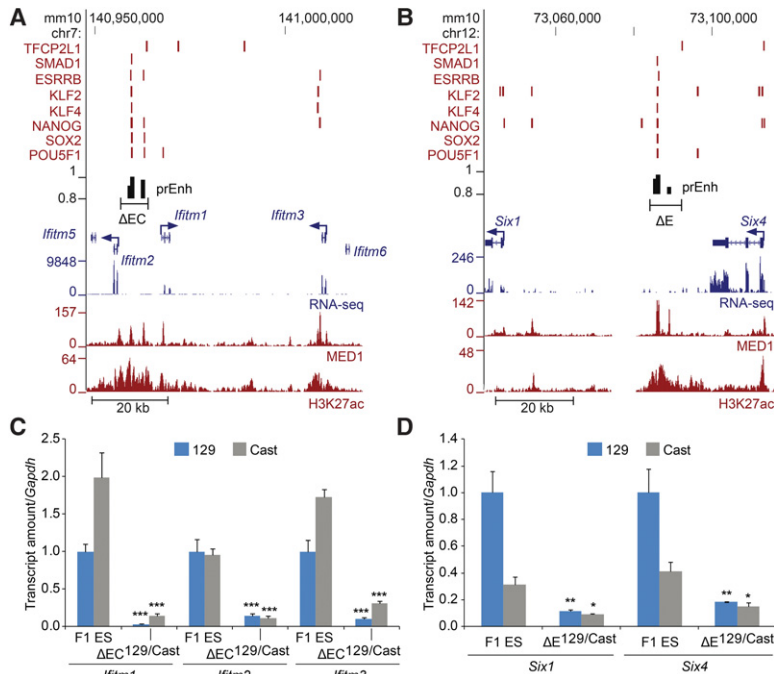 A
mm10
140,950,000
141,000,000
chr7:
TFCP2L1
SMAD1
ESRRB
KLF2
KLF4
NANOG
SOX2
POU5F1
1
0.8
prEnh
ΔEC
Ifitm1
Ifitm3
Ifitm5
Ifitm2
Ifitm6
9848
0
RNA-seq
157
0
MED1
64
0
H3K27ac
20 kb
B
mm10
73,060,000
73,100,000
chr12:
TFCP2L1
SMAD1
ESRRB
KLF2
KLF4
NANOG
SOX2
POU5F1
1
0.8
prEnh
ΔE
Six1
Six4
246
0
RNA-seq
142
0
MED1
48
0
H3K27ac
20 kb
C
129 Cast
Transcript amount/Gapdh
2.5
2.0
1.5
1.0
0.5
0.0
*** ***
*** ***
*** ***
F1 ES F1 ES F1 ES
ΔEC129/Cast ΔEC129/Cast ΔEC129/Cast
D
129 Cast
Transcript amount/Gapdh
1.4
1.2
1.0
0.8
0.6
0.4
0.2
0.0
** *
** *
F1 ES ΔE129/Cast F1 ES ΔE129/Cast
Six1 Six4